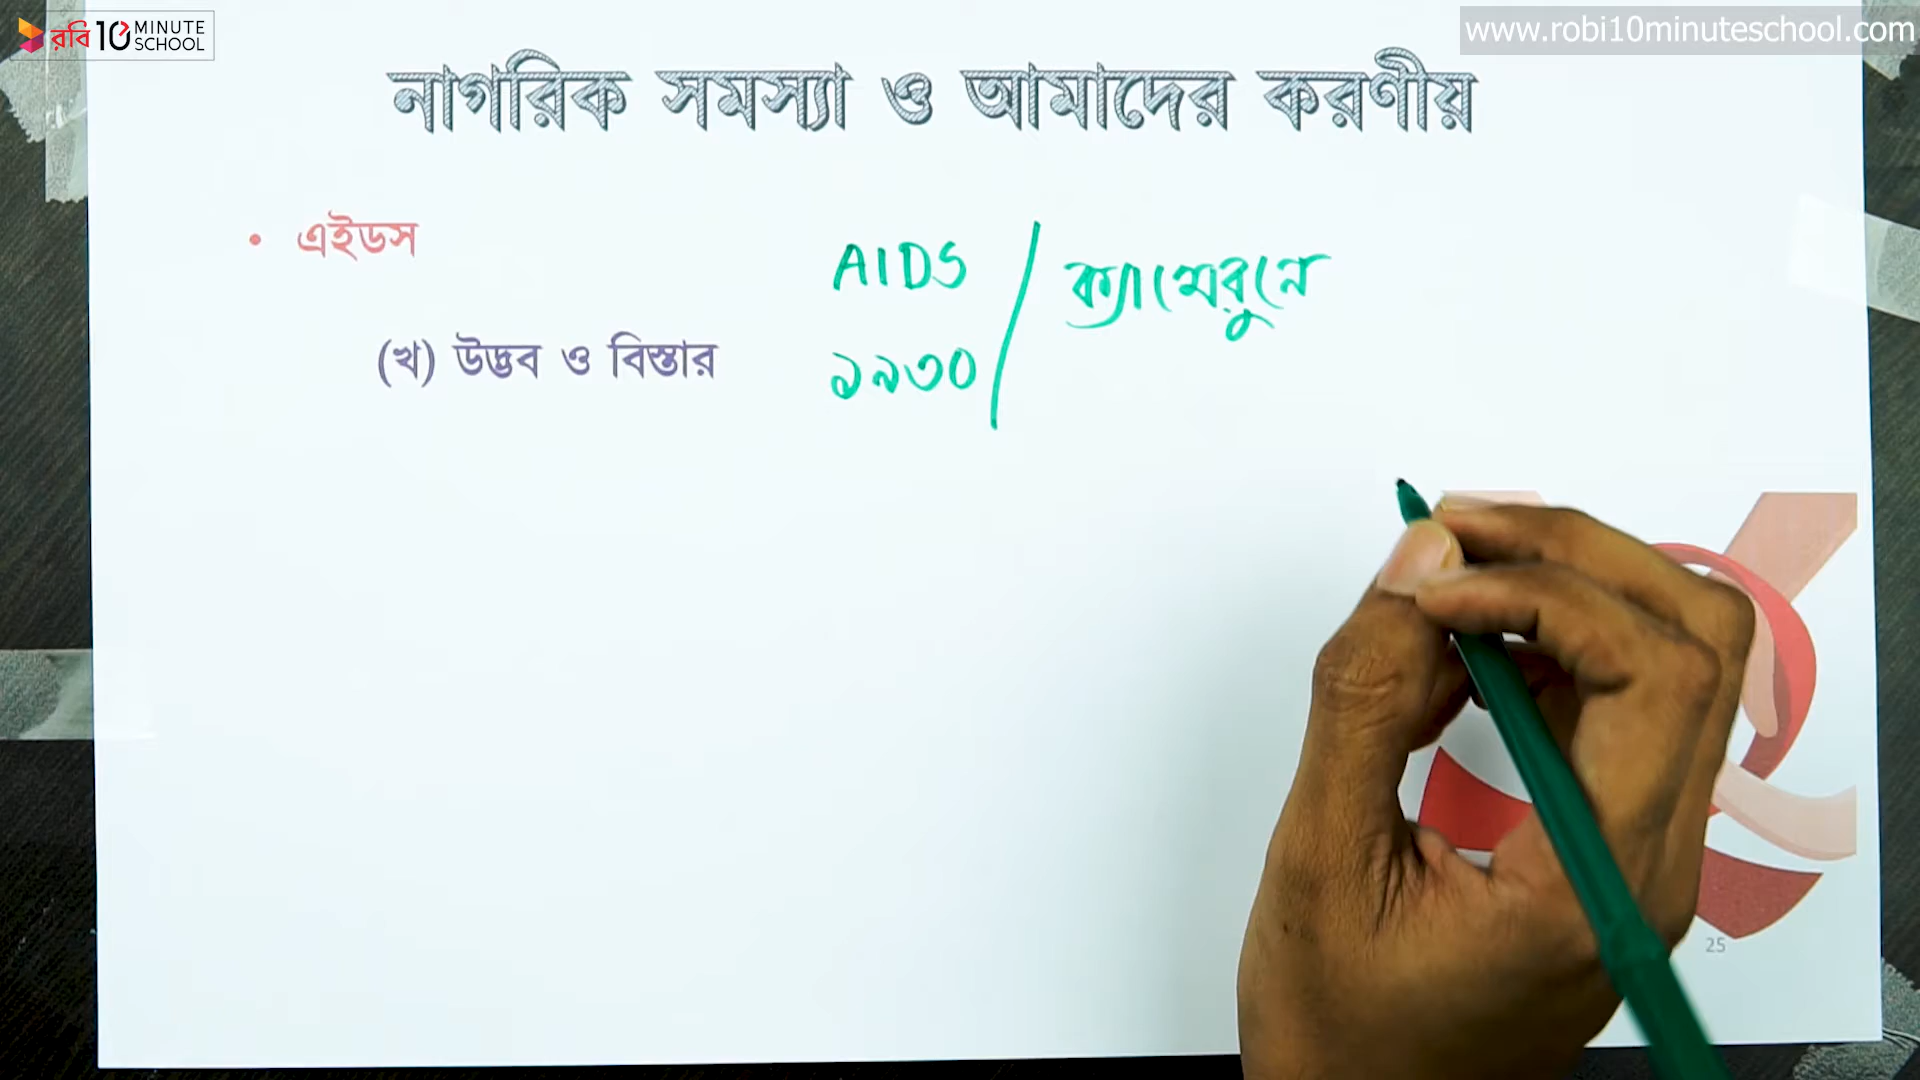 রবি 10 MINUTE SCHOOL
www.robi10minuteschool.com
নাগরিক সমস্যা ও আমাদের করণীয়
• এইডস
AIDS / ক্যামেরুনে
(খ) উদ্ভব ও বিস্তার
১৯৩০
25